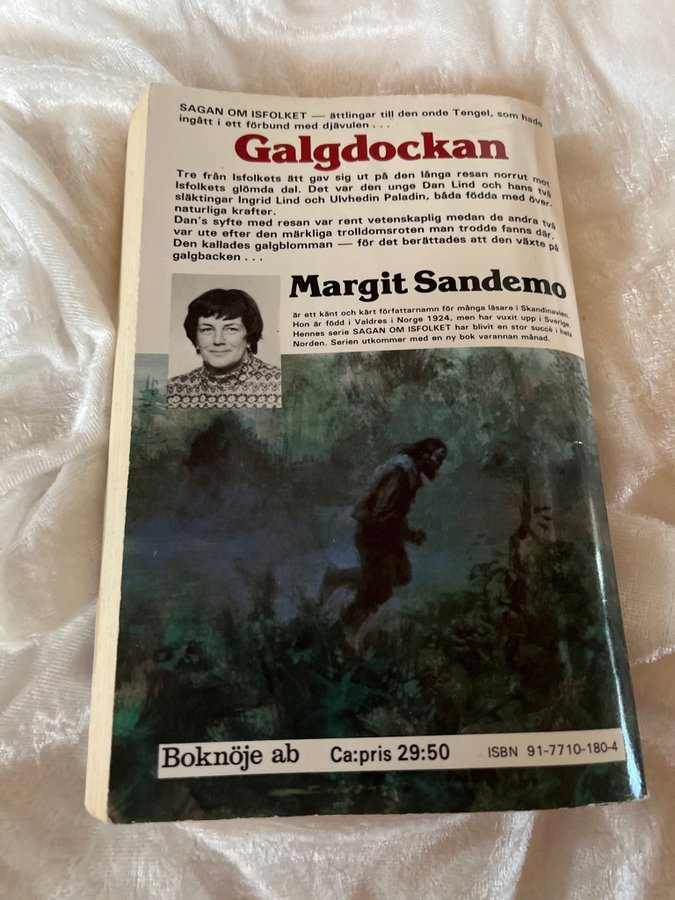 SAGAN OM ISFOLKET — ättlingar till den onde Tengel, som hade
ingått i ett förbund med djävulen . . .
Galgdockan
Tre från Isfolkets ätt gav sig ut på den långa resan norrut mot
Isfolkets glömda dal. Det var den unge Dan Lind och hans två
släktingar Ingrid Lind och Ulvhedin Paladin, båda födda med över-
naturliga krafter.
Dan's syfte med resan var rent vetenskaplig medan de andra två
var ute efter den märkliga trolldomsroten man trodde fanns där.
Den kallades galgblomman — för det berättades att den växte på
galgbacken . . .
Margit Sandemo
är ett känt och kärt författarnamn för många läsare i Skandinavien.
Hon är född i Valdres i Norge 1924, men har vuxit upp i Sverige.
Hennes serie SAGAN OM ISFOLKET har blivit en stor succé i hela
Norden. Serien utkommer med en ny bok varannan månad.
Boknöje ab Ca:pris 29:50 ISBN 91-7710-180-4